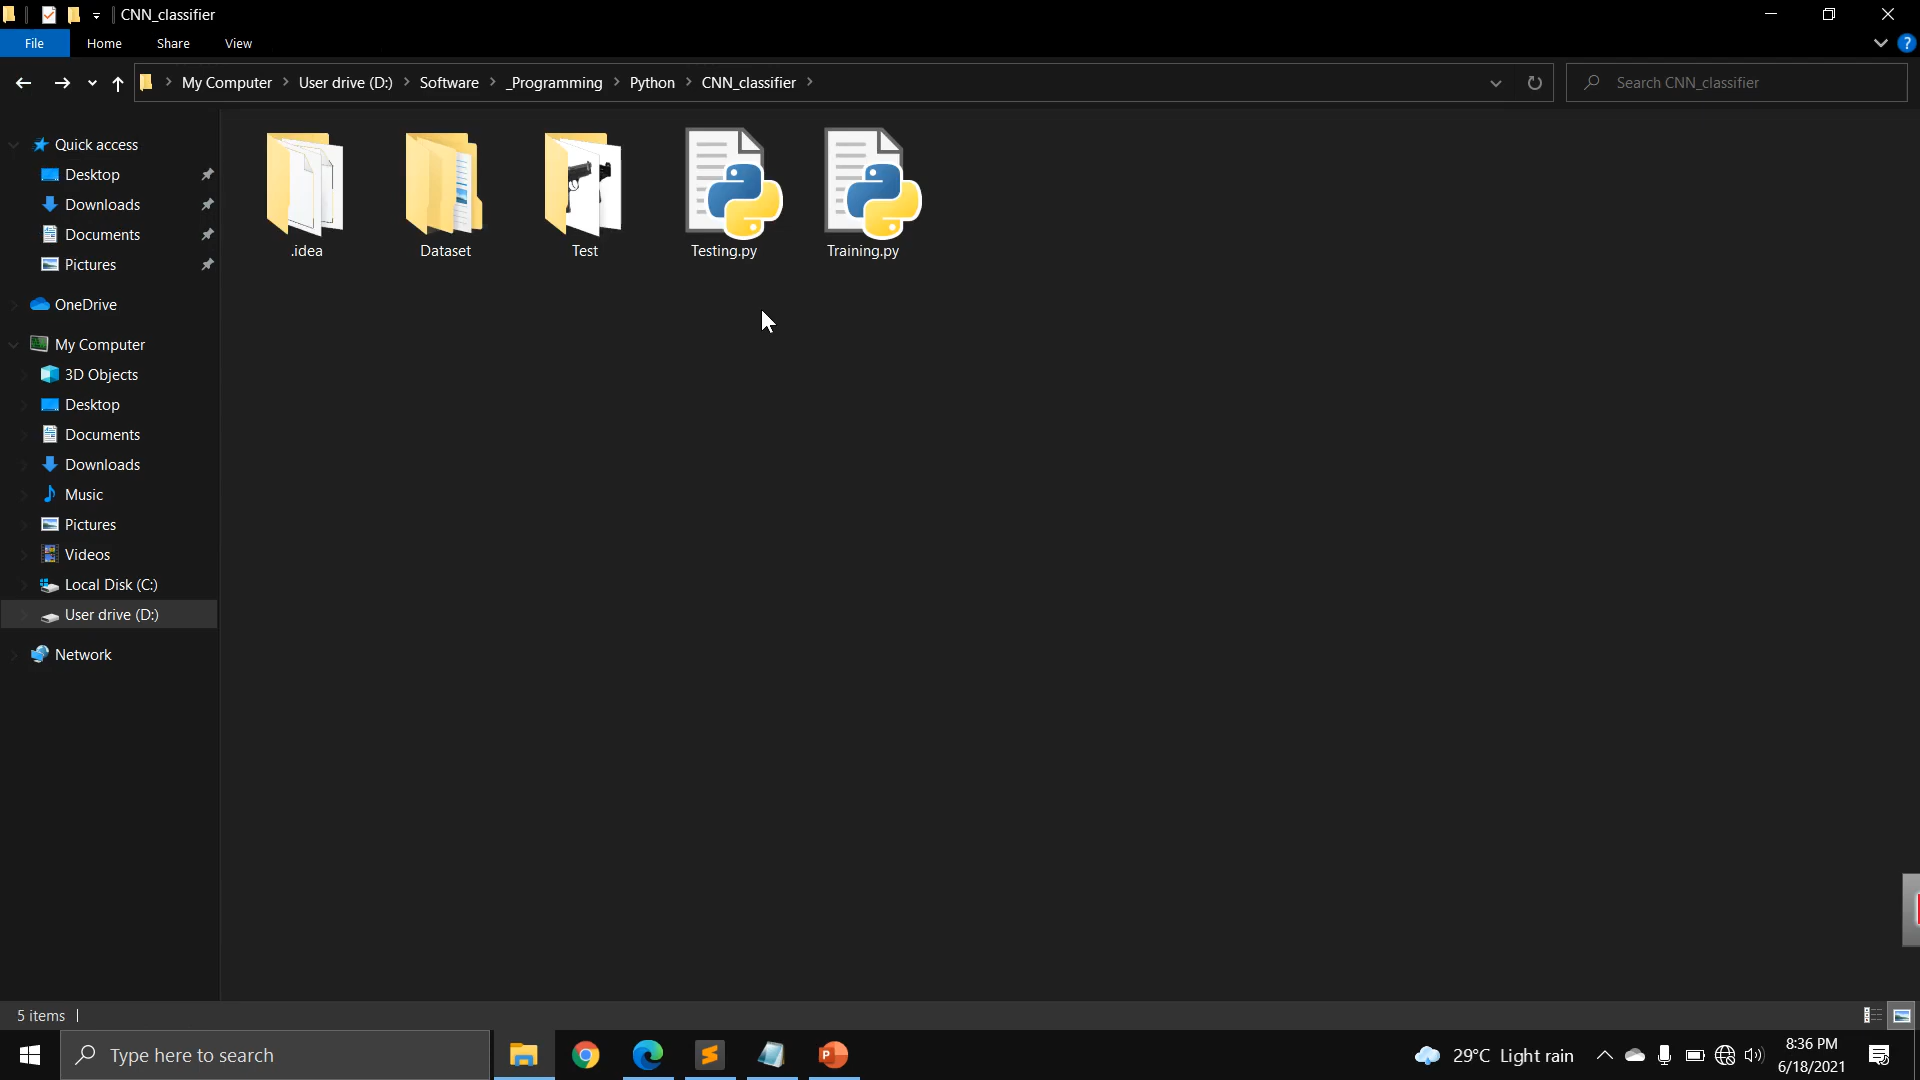 CNN_classifier
File Home Share View
My Computer User drive (D:) Software _Programming Python CNN_classifier
Search CNN_classifier
Quick access
Desktop
Downloads
Documents
Pictures
OneDrive
My Computer
3D Objects
Desktop
Documents
Downloads
Music
Pictures
Videos
Local Disk (C:)
User drive (D:)
Network
.idea Dataset Test Testing.py Training.py
5 items
Type here to search
29°C Light rain
8:36 PM
6/18/2021